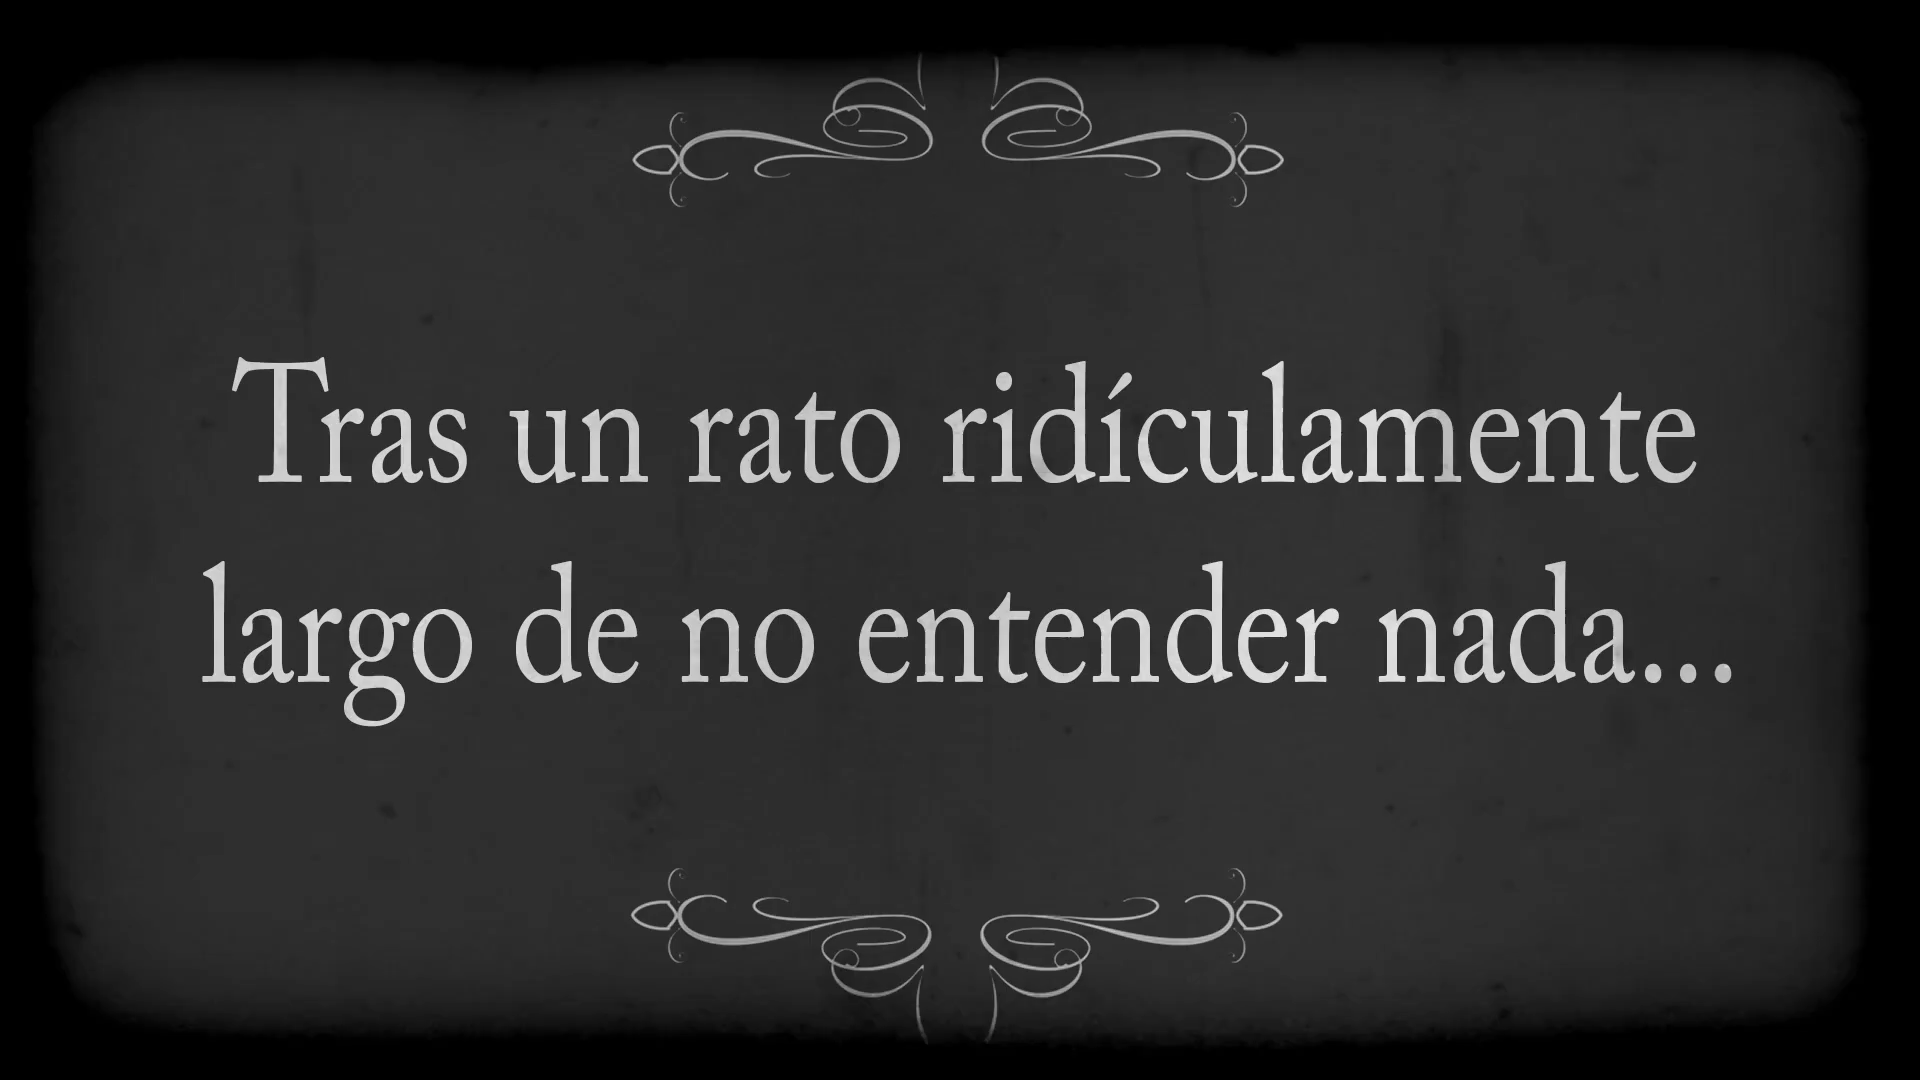 Tras un rato ridículamente
largo de no entender nada...